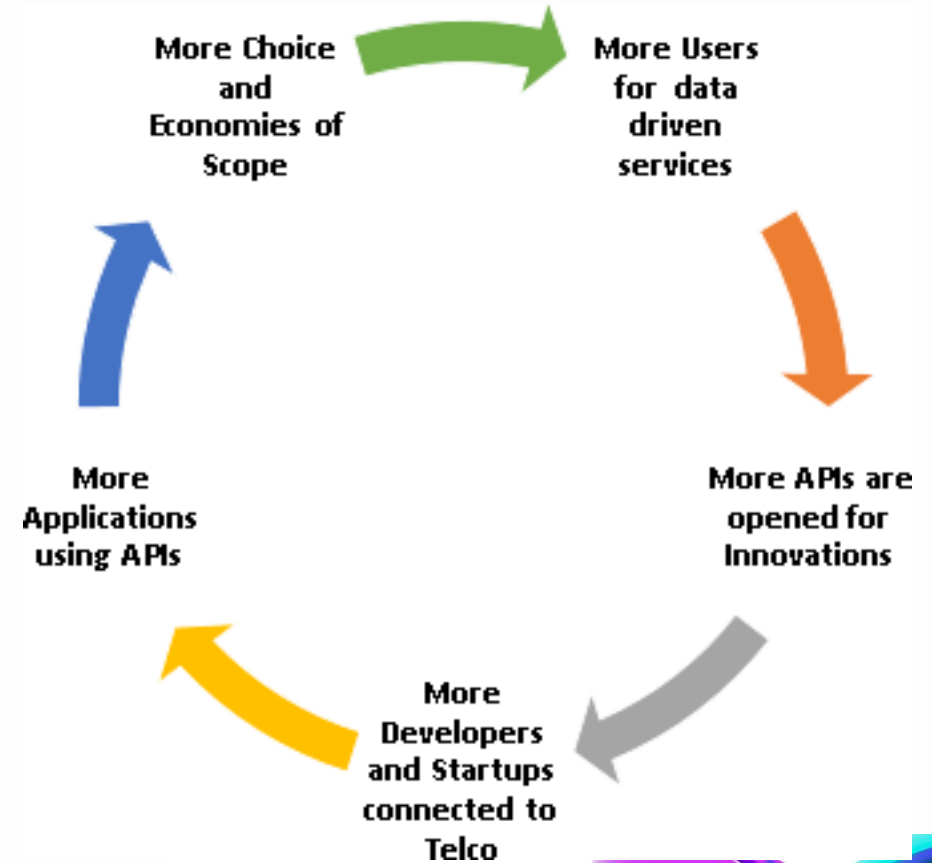 More Choice
and
Economies of
Scope
More Users
for data
driven
services
More APIs are
opened for
Innovations
More
Developers
and Startups
connected to
Telco
More
Applications
using APIs